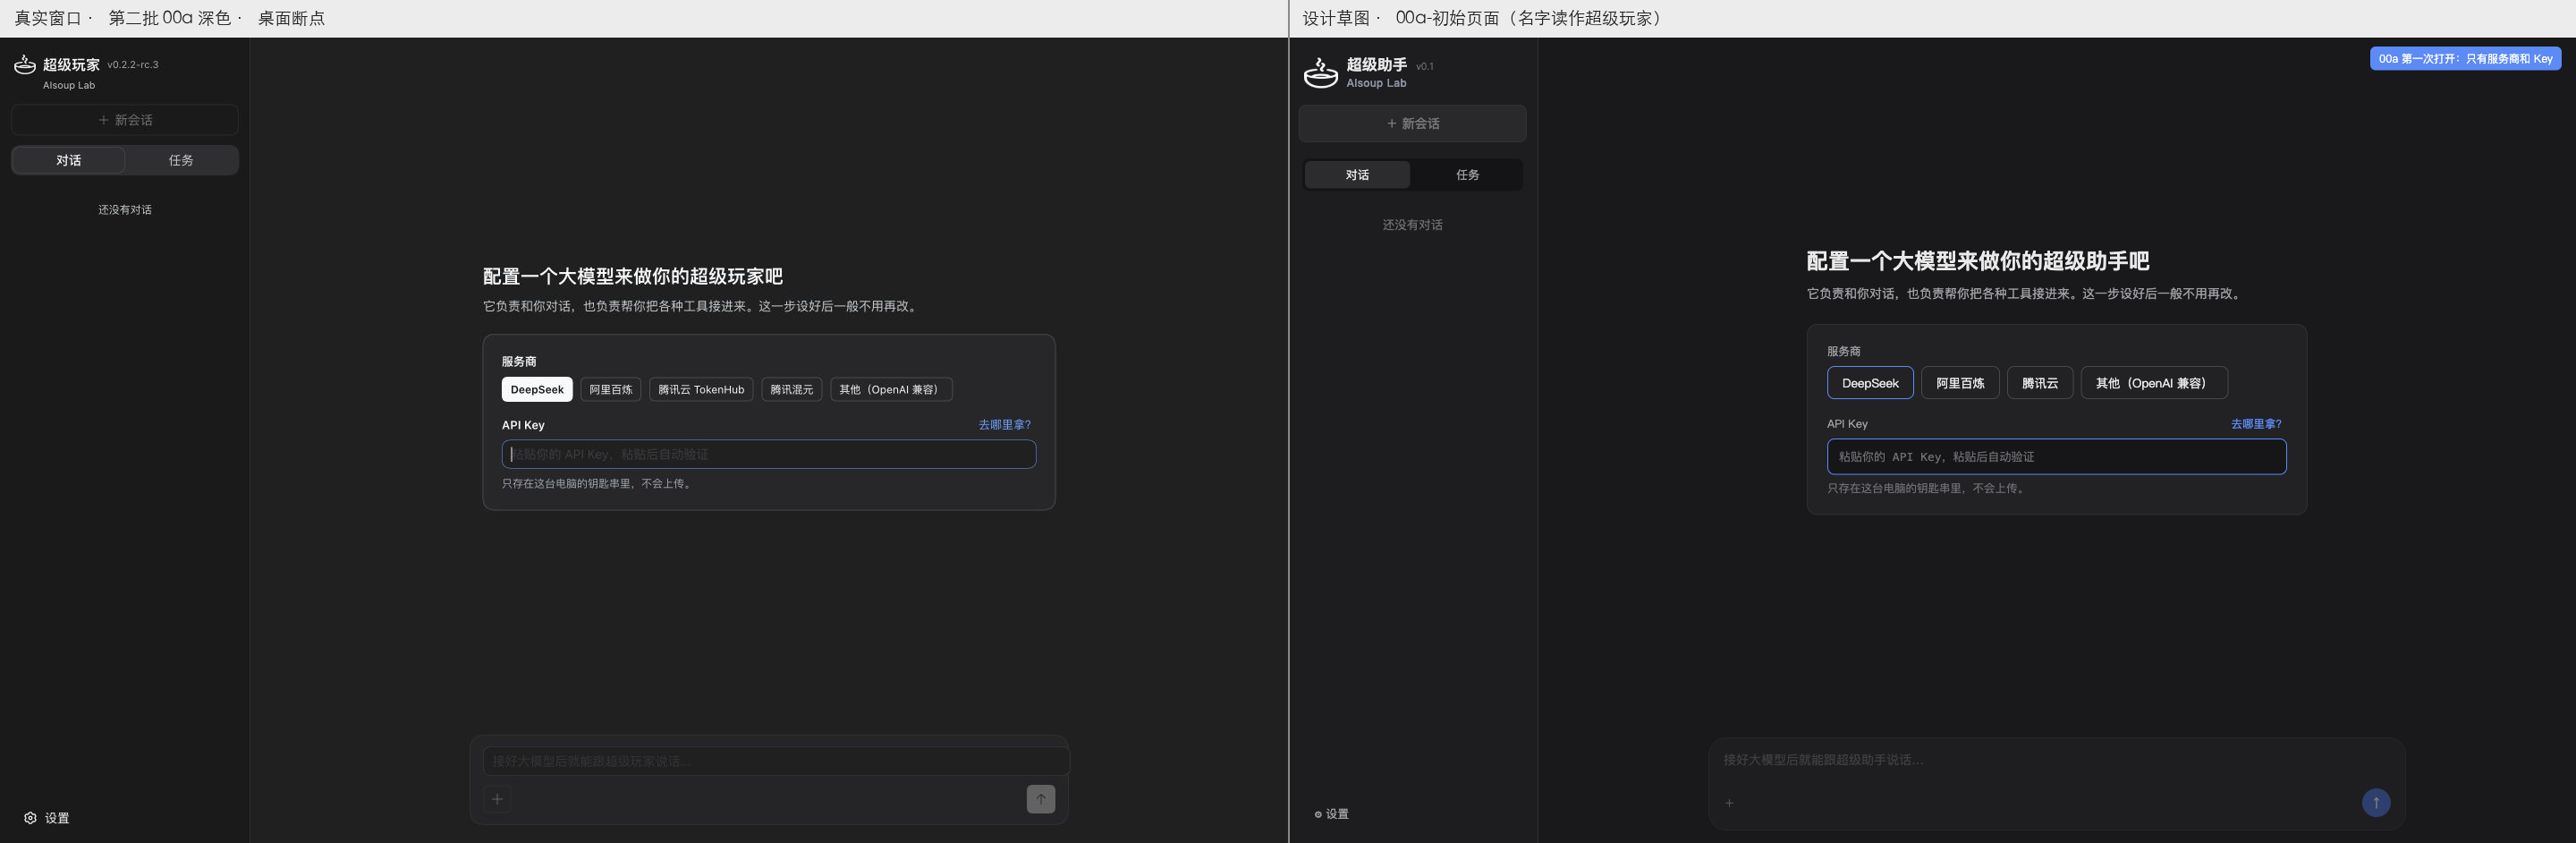 真实窗口 · 第二批 00a 深色 · 桌面断点
超级玩家 v0.2.2-rc.3
AIsoup Lab
+ 新会话
对话 任务
还没有对话
配置一个大模型来做你的超级玩家吧
它负责和你对话，也负责帮你把各种工具接进来。这一步设好后一般不用再改。
服务商
DeepSeek 阿里百炼 腾讯云 TokenHub 腾讯混元 其他（OpenAI 兼容）
API Key 去哪里拿？
粘贴你的 API Key，粘贴后自动验证
只存在这台电脑的钥匙串里，不会上传。
接好大模型后就能跟超级玩家说话...
设置
设计草图 · 00a-初始页面（名字读作超级玩家）
00a 第一次打开：只有服务商和 Key
超级助手 v0.1
AIsoup Lab
+ 新会话
对话 任务
还没有对话
配置一个大模型来做你的超级助手吧
它负责和你对话，也负责帮你把各种工具接进来。这一步设好后一般不用再改。
服务商
DeepSeek 阿里百炼 腾讯云 其他（OpenAI 兼容）
API Key 去哪里拿？
粘贴你的 API Key，粘贴后自动验证
只存在这台电脑的钥匙串里，不会上传。
接好大模型后就能跟超级助手说话...
设置